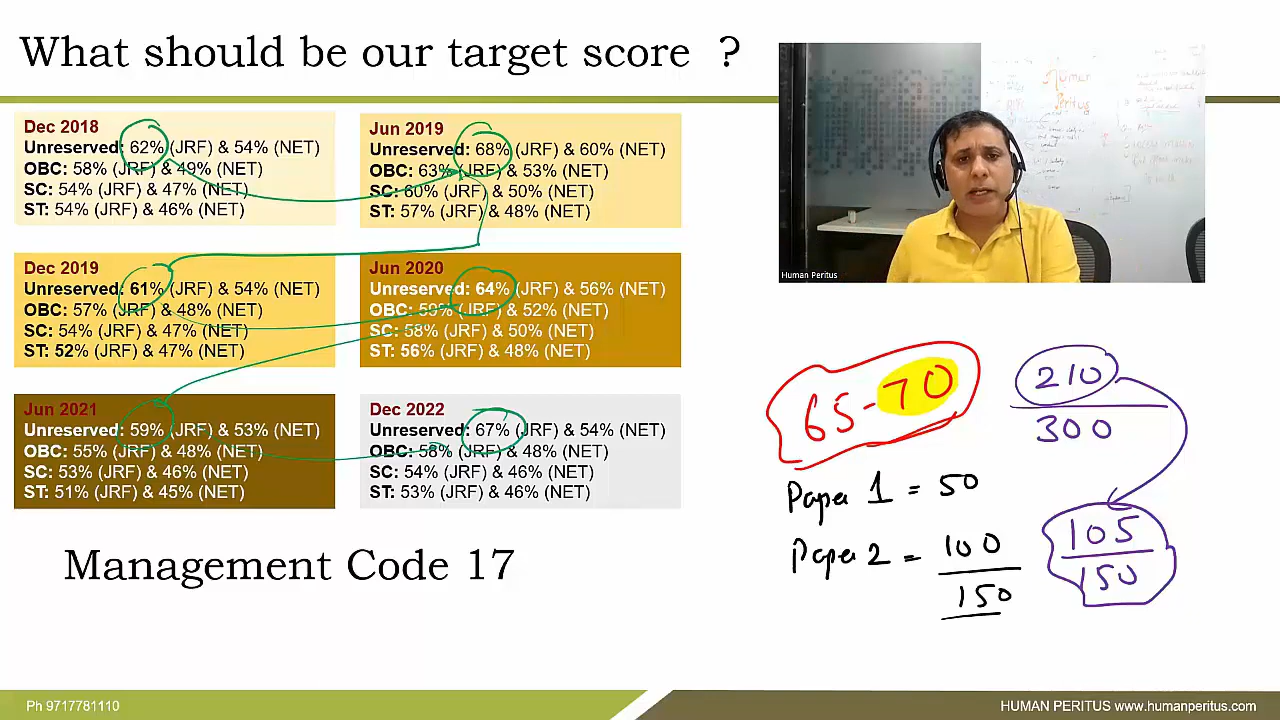 What should be our target score ?
Dec 2018
Unreserved: 62% (JRF) & 54% (NET)
OBC: 58% (JRF) & 49% (NET)
SC: 54% (JRF) & 47% (NET)
ST: 54% (JRF) & 46% (NET)
Jun 2019
Unreserved: 68% (JRF) & 60% (NET)
OBC: 63% (JRF) & 53% (NET)
SC: 60% (JRF) & 50% (NET)
ST: 57% (JRF) & 48% (NET)
Dec 2019
Unreserved: 61% (JRF) & 54% (NET)
OBC: 57% (JRF) & 48% (NET)
SC: 54% (JRF) & 47% (NET)
ST: 52% (JRF) & 47% (NET)
Jun 2020
Unreserved: 64% (JRF) & 56% (NET)
OBC: 59% (JRF) & 52% (NET)
SC: 58% (JRF) & 50% (NET)
ST: 56% (JRF) & 48% (NET)
Jun 2021
Unreserved: 59% (JRF) & 53% (NET)
OBC: 55% (JRF) & 48% (NET)
SC: 53% (JRF) & 46% (NET)
ST: 51% (JRF) & 45% (NET)
Dec 2022
Unreserved: 67% (JRF) & 54% (NET)
OBC: 58% (JRF) & 48% (NET)
SC: 54% (JRF) & 46% (NET)
ST: 53% (JRF) & 46% (NET)
Management Code 17
Human
Peritus
Human Peritus
65-70
210
300
Paper 1 = 50
Paper 2 = 100
150
105
150
Ph 9717781110
HUMAN PERITUS www.humanperitus.com